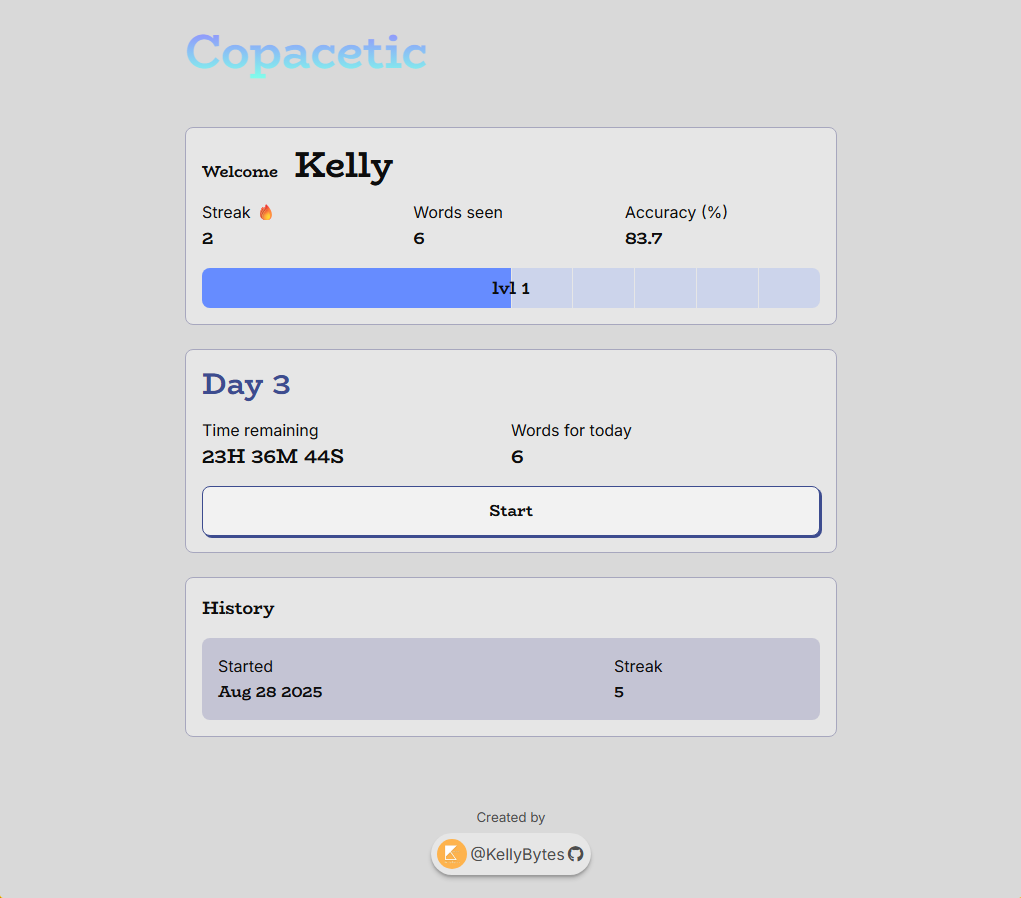 Copacetic
Welcome Kelly
Streak 🔥 Words seen Accuracy (%)
2 6 83.7
lvl 1
Day 3
Time remaining Words for today
23H 36M 44S 6
Start
History
Started Streak
Aug 28 2025 5
Created by
@KellyBytes